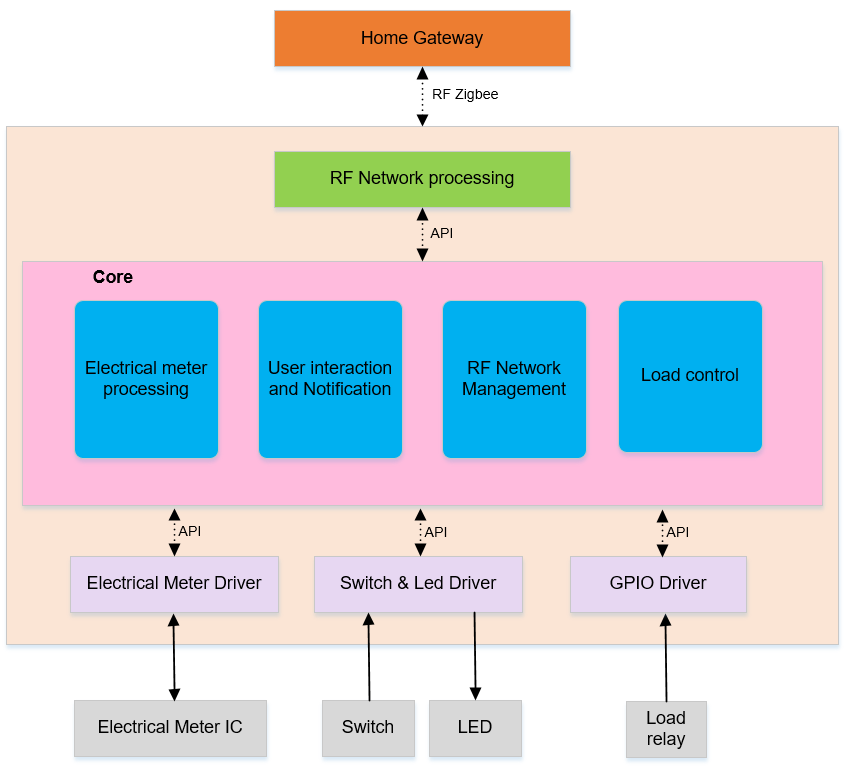 Home Gateway
RF Zigbee
RF Network processing
API
Core
Electrical meter
processing
User interaction
and Notification
RF Network
Management
Load control
API
API
API
Electrical Meter Driver
Switch & Led Driver
GPIO Driver
Electrical Meter IC
Switch
LED
Load
relay